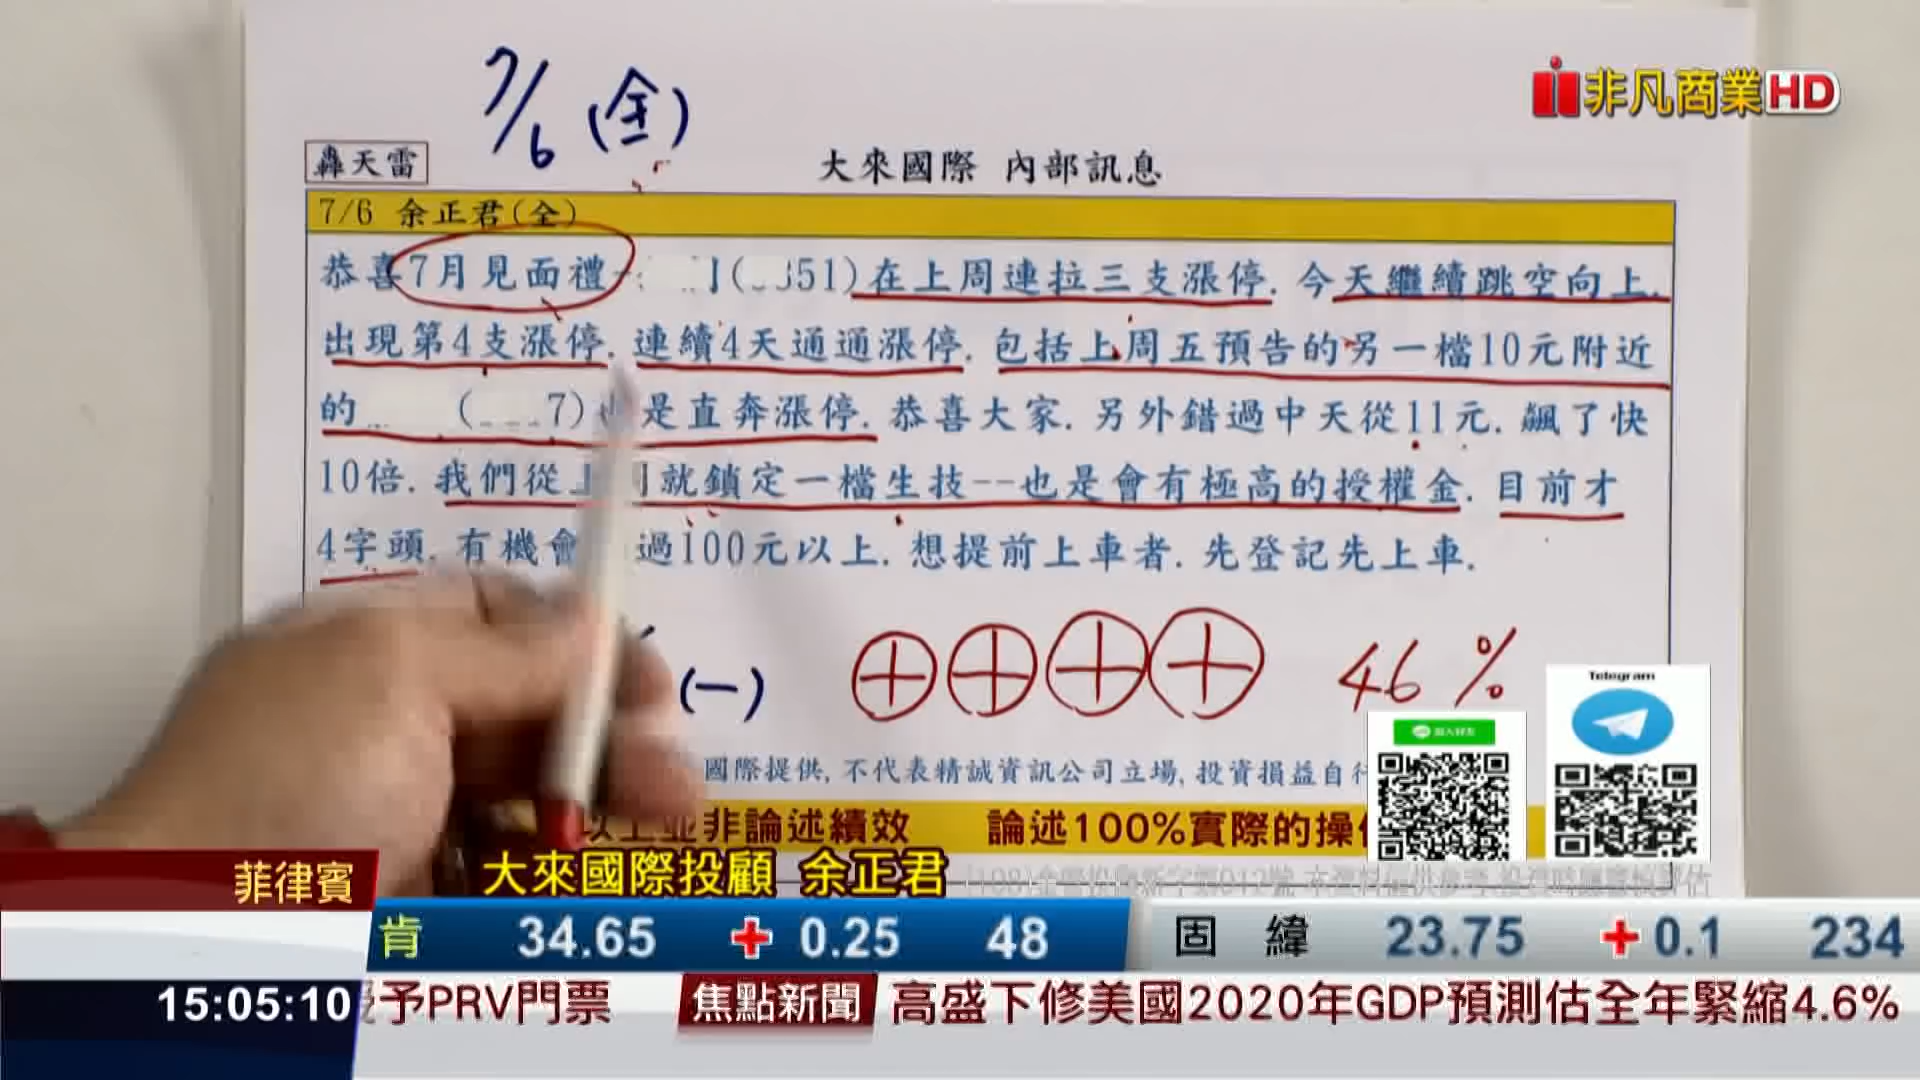 7/6 (全)
非凡商業HD
轟天雷
大來國際 內部訊息
7/6 余正君(全)
恭喜7月見面禮 51)在上周連拉三支漲停. 今天繼續跳空向上.
出現第4支漲停. 連續4天通通漲停. 包括上周五預告的另一檔10元附近
的 ( 7) 是直奔漲停. 恭喜大家. 另外錯過中天從11元. 飆了快
10倍. 我們從上 就鎖定一檔生技--也是會有極高的授權金. 目前才
4字頭. 有機會 過100元以上. 想提前上車者. 先登記先上車.
(一) 46%
Telegram
國際提供, 不代表精誠資訊公司立場, 投資損益自
以上並非論述績效 論述100%實際的操
大來國際投顧 余正君
菲律賓
肯 34.65 + 0.25 48 固緯 23.75 + 0.1 234
15:05:10 予PRV門票 焦點新聞 高盛下修美國2020年GDP預測估全年緊縮4.6%